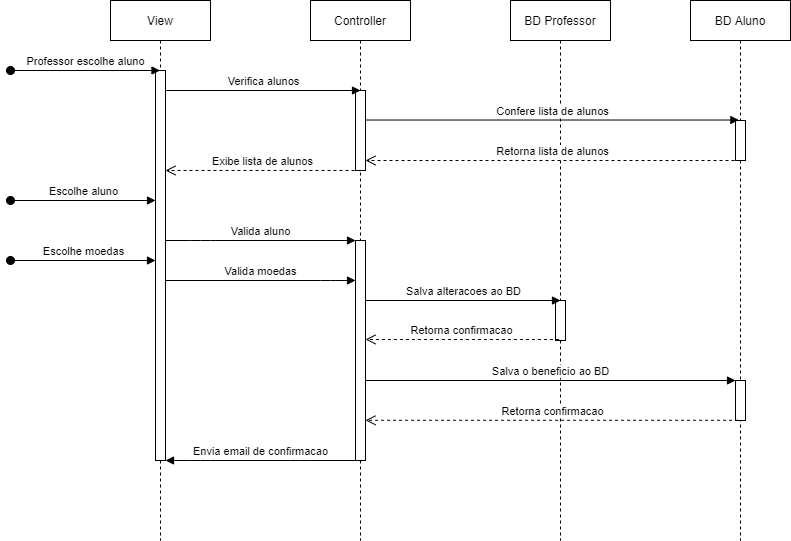 View
Controller
BD Professor
BD Aluno
Professor escolhe aluno
Verifica alunos
Confere lista de alunos
Retorna lista de alunos
Exibe lista de alunos
Escolhe aluno
Valida aluno
Escolhe moedas
Valida moedas
Salva alteracoes ao BD
Retorna confirmacao
Salva o beneficio ao BD
Retorna confirmacao
Envia email de confirmacao